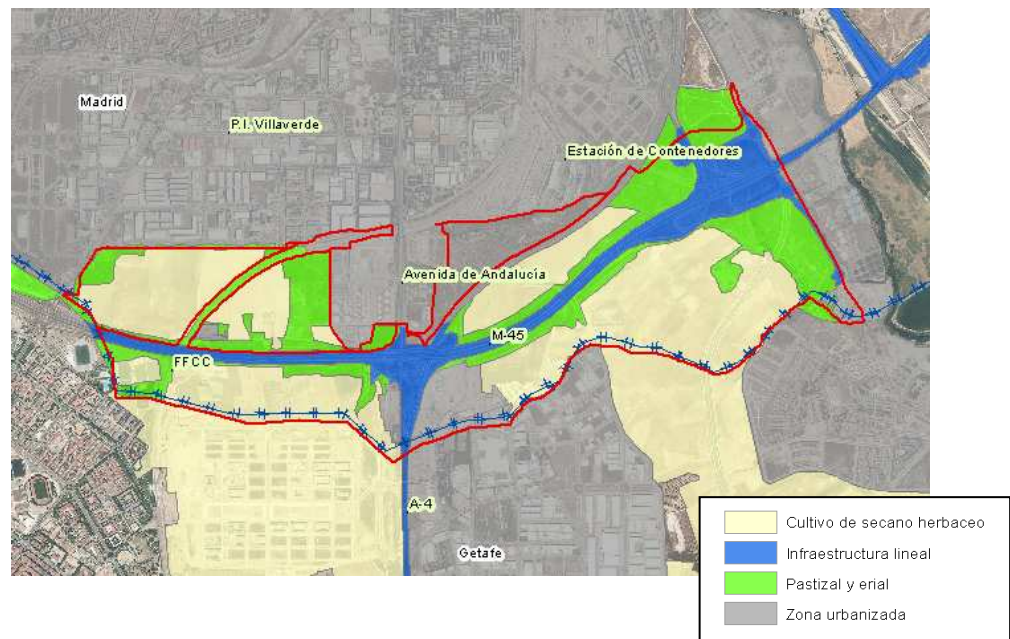 Madrid
P.I. Villaverde
Estación de Contenedores
Avenida de Andalucía
M-45
FFCC
A-4
Getafe
Cultivo de secano herbaceo
Infraestructura lineal
Pastizal y erial
Zona urbanizada